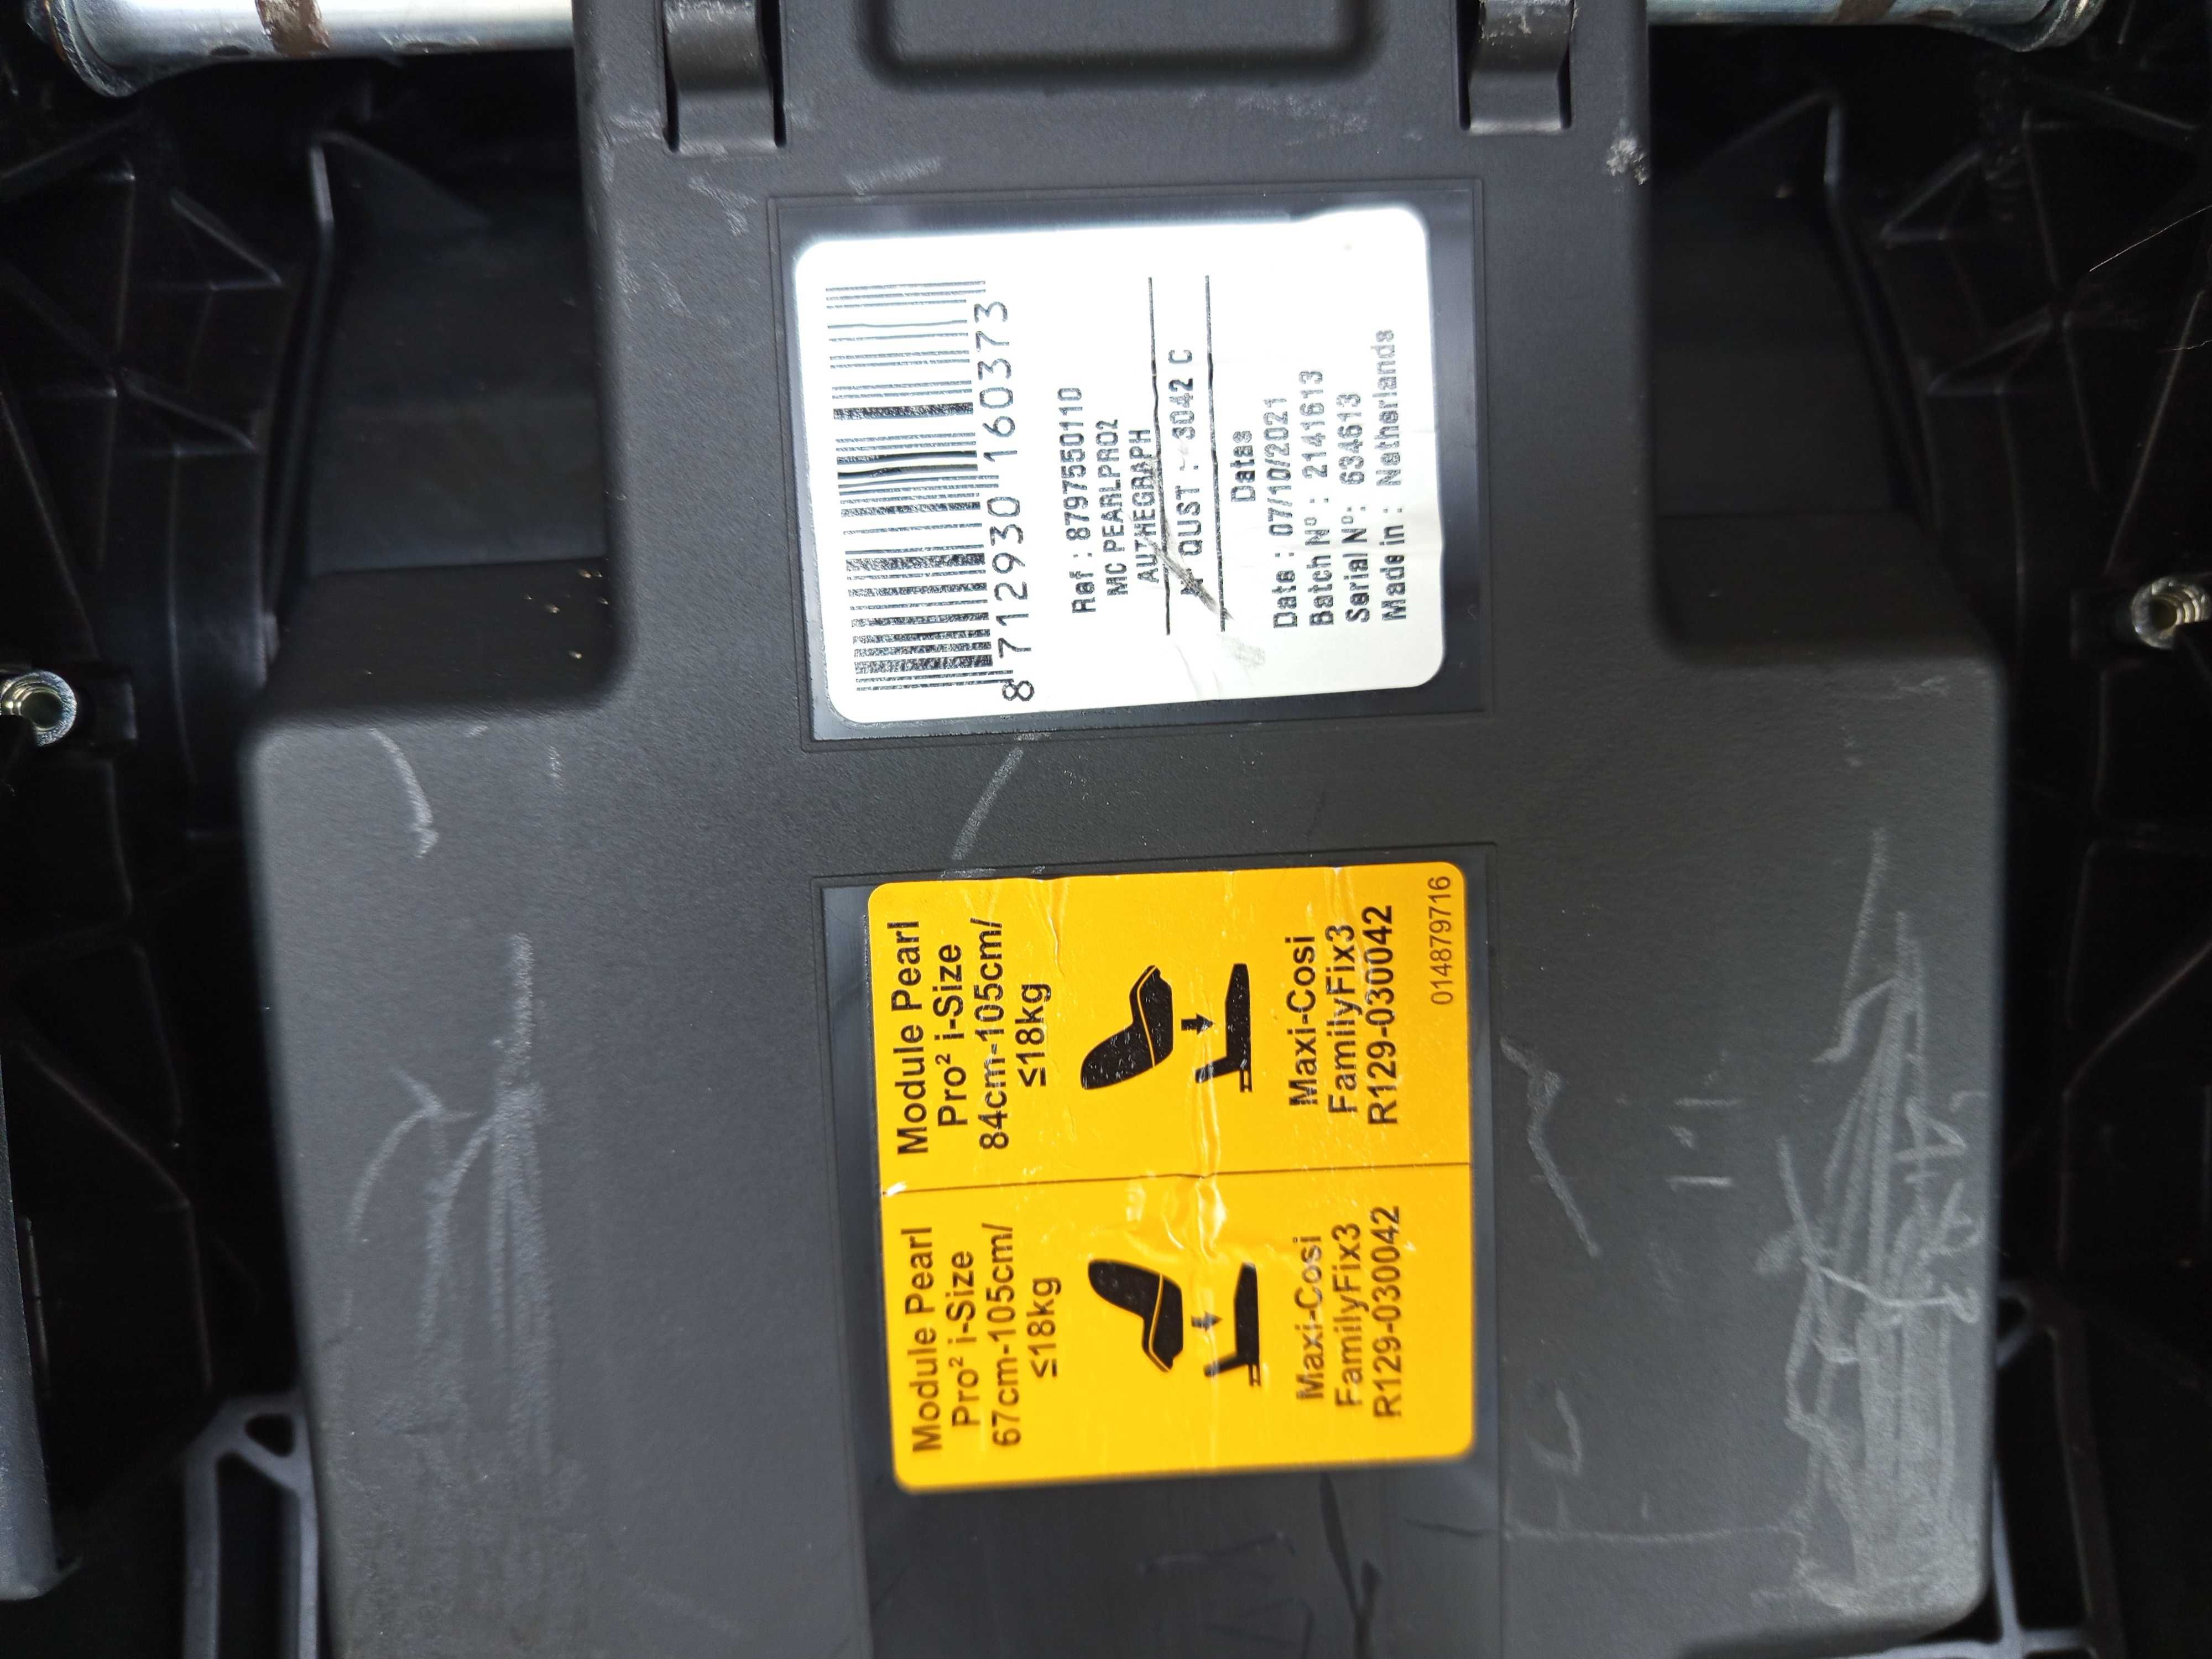 8 712930 160373
Ref : 8797550110
MC PEARLPRO2
AUTHEGRAPH
N° QUST : 3042 C
Datas
Date : 07/10/2021
Batch N° : 2141613
Serial N°: 634613
Made in : Netherlands
Module Pearl
Pro² i-Size
67cm-105cm/
≤18kg
Maxi-Cosi
FamilyFix3
R129-030042
Module Pearl
Pro² i-Size
84cm-105cm/
≤18kg
Maxi-Cosi
FamilyFix3
R129-030042
014879716